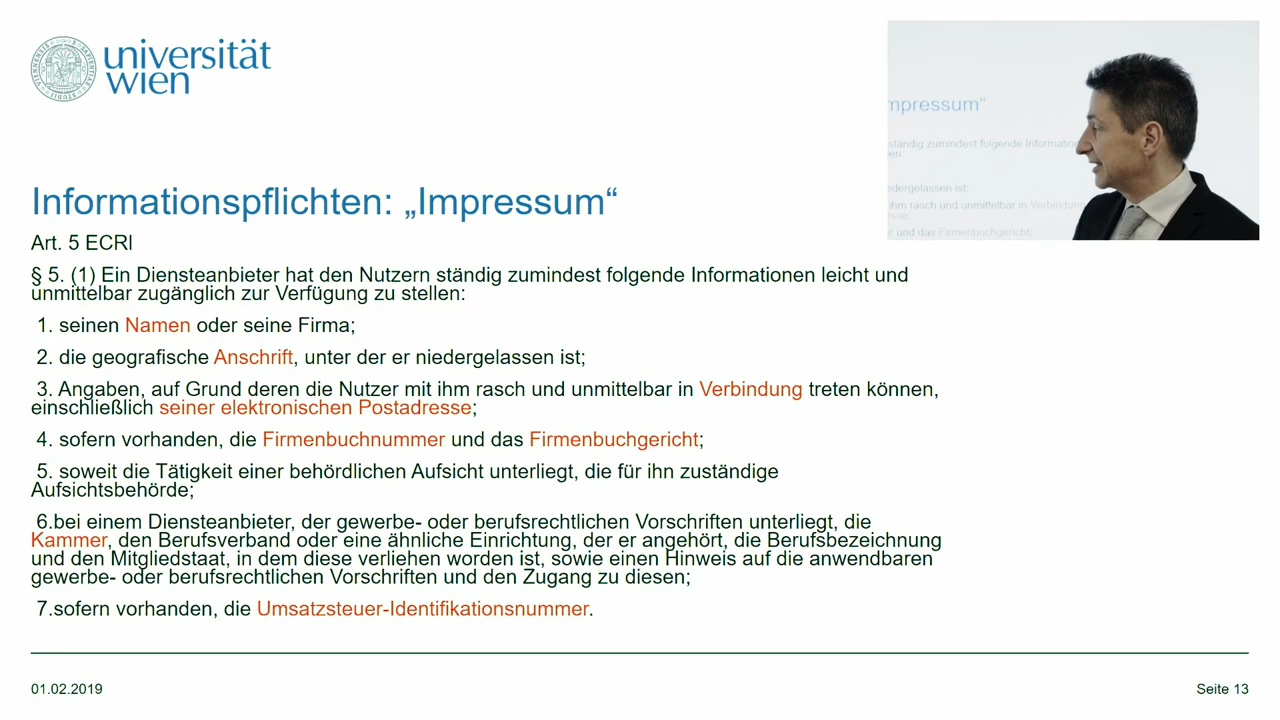 universität
wien
Informationspflichten: „Impressum“
Art. 5 ECRl
§ 5. (1) Ein Diensteanbieter hat den Nutzern ständig zumindest folgende Informationen leicht und
unmittelbar zugänglich zur Verfügung zu stellen:
1. seinen Namen oder seine Firma;
2. die geografische Anschrift, unter der er niedergelassen ist;
3. Angaben, auf Grund deren die Nutzer mit ihm rasch und unmittelbar in Verbindung treten können,
einschließlich seiner elektronischen Postadresse;
4. sofern vorhanden, die Firmenbuchnummer und das Firmenbuchgericht;
5. soweit die Tätigkeit einer behördlichen Aufsicht unterliegt, die für ihn zuständige
Aufsichtsbehörde;
6.bei einem Diensteanbieter, der gewerbe- oder berufsrechtlichen Vorschriften unterliegt, die
Kammer, den Berufsverband oder eine ähnliche Einrichtung, der er angehört, die Berufsbezeichnung
und den Mitgliedstaat, in dem diese verliehen worden ist, sowie einen Hinweis auf die anwendbaren
gewerbe- oder berufsrechtlichen Vorschriften und den Zugang zu diesen;
7.sofern vorhanden, die Umsatzsteuer-Identifikationsnummer.
01.02.2019
Seite 13
mpressum“
ständig zumindest folgende Information
en:
edergelassen ist;
ihm rasch und unmittelbar in Verbindung
esse;
r und das Firmenbuchgericht;